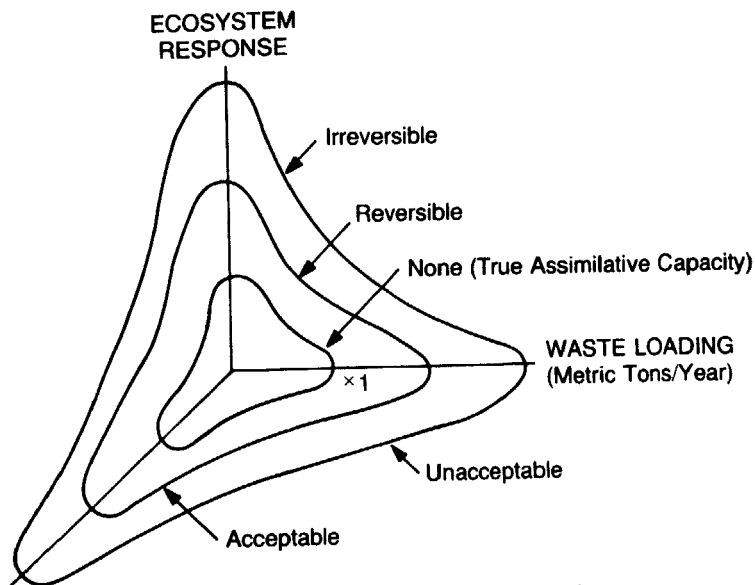 ECOSYSTEM
RESPONSE
Irreversible
Reversible
None (True Assimilative Capacity)
WASTE LOADING
(Metric Tons/Year)
×1
Unacceptable
Acceptable